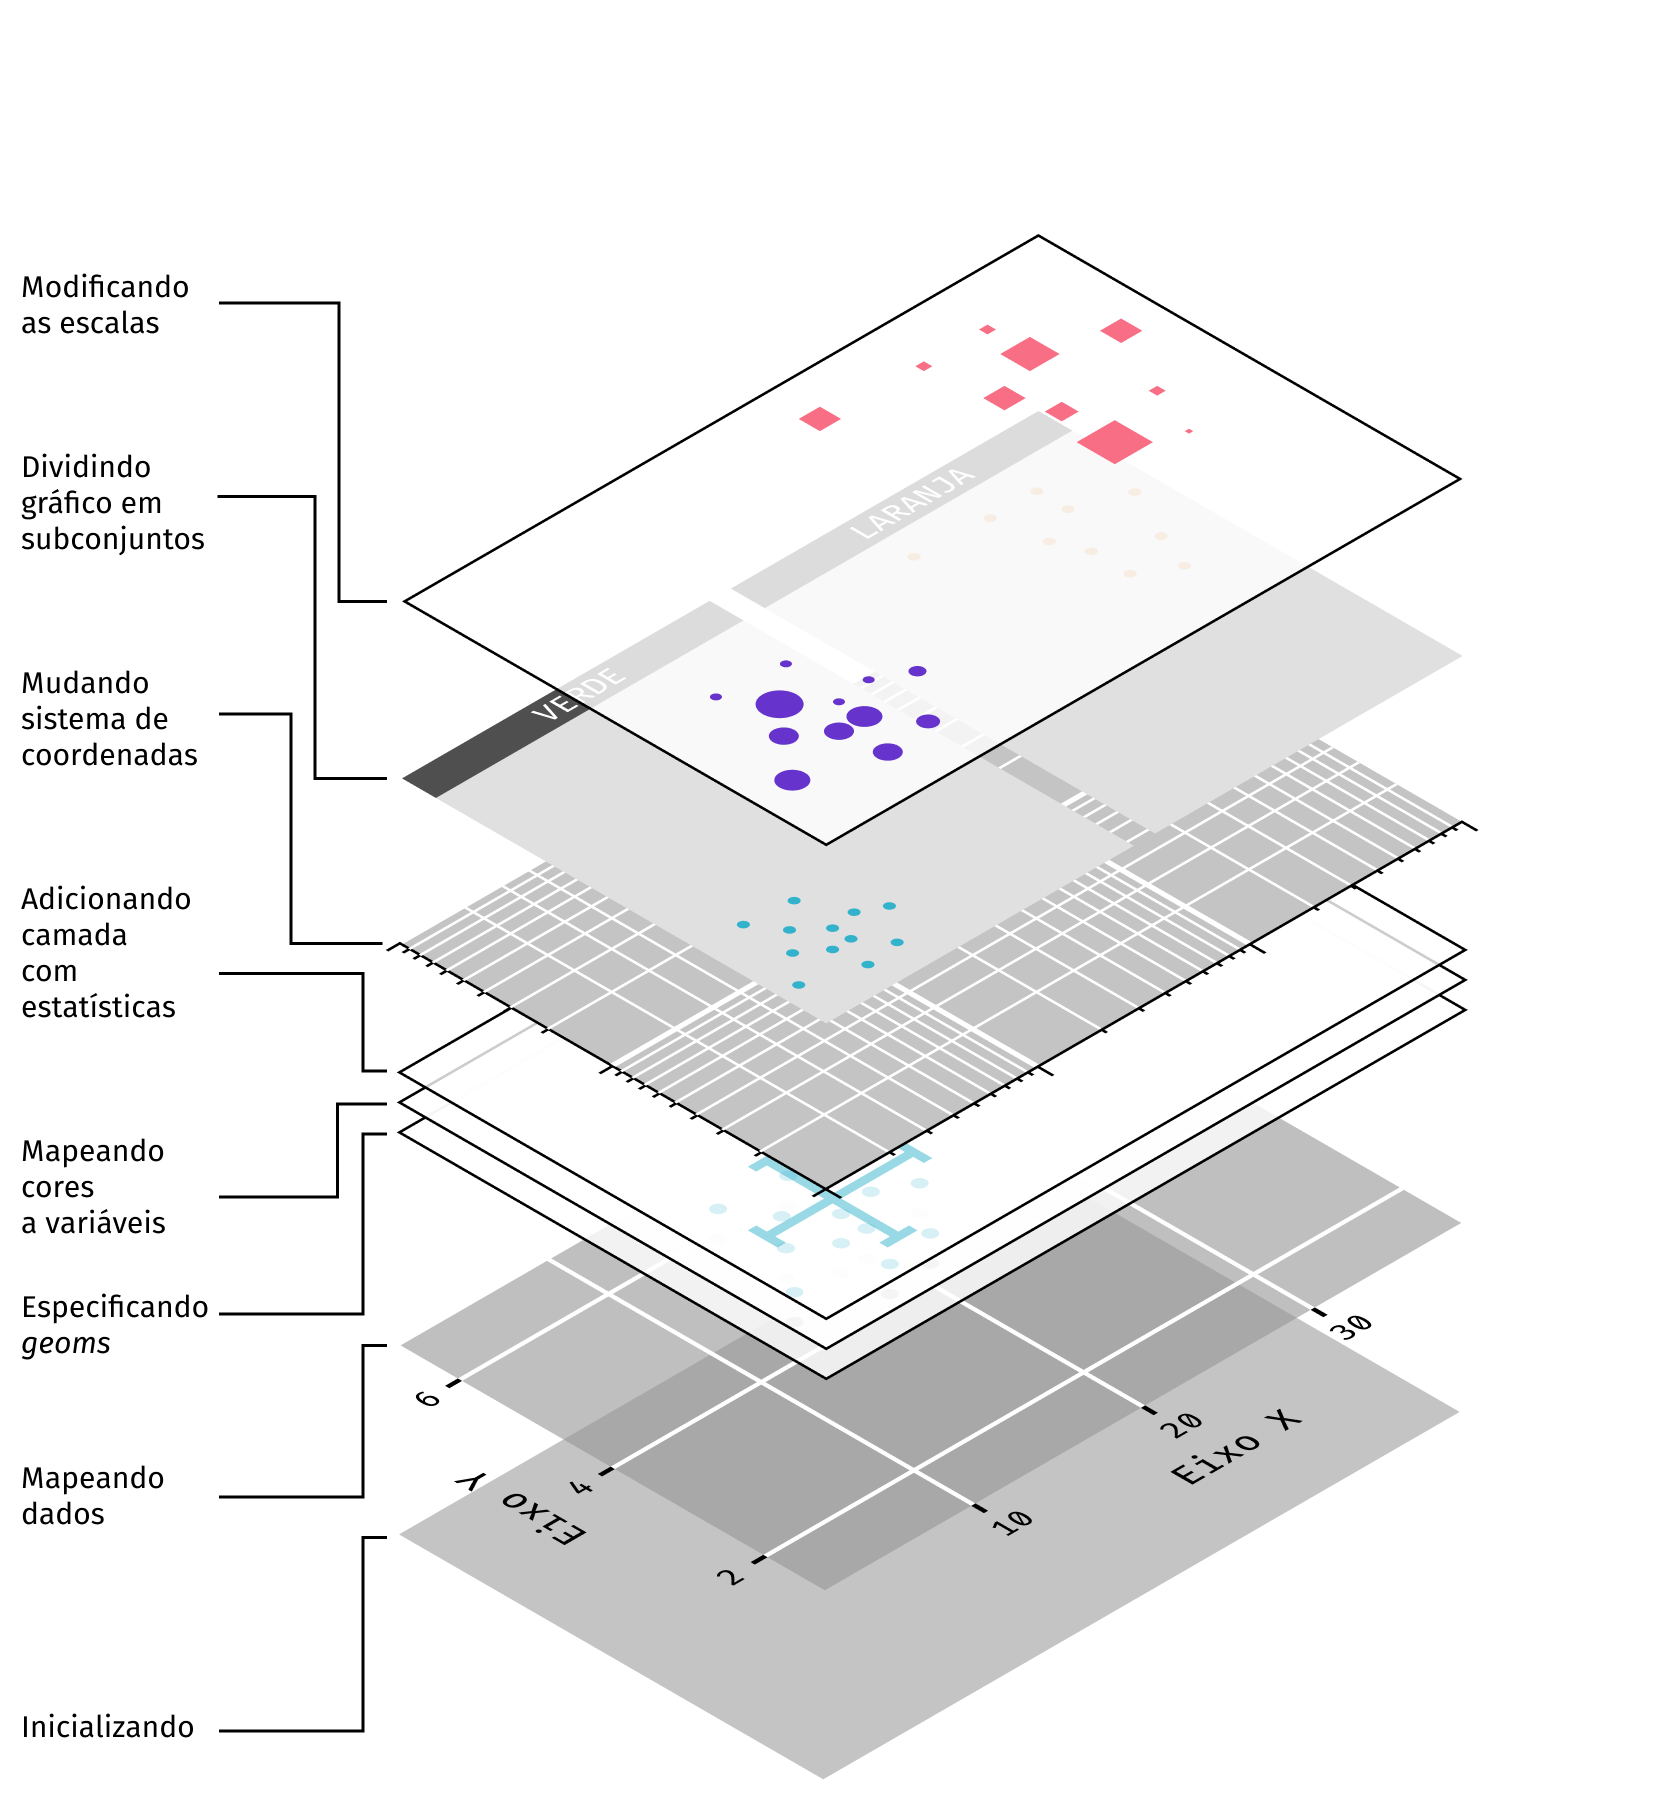 Modificando
as escalas
Dividindo
gráfico em
subconjuntos
Mudando
sistema de
coordenadas
Adicionando
camada
com
estatísticas
Mapeando
cores
a variáveis
Especificando
geoms
Mapeando
dados
Inicializando
LARANJA
VERDE
6
4
2
Eixo Y
10
20
30
Eixo X